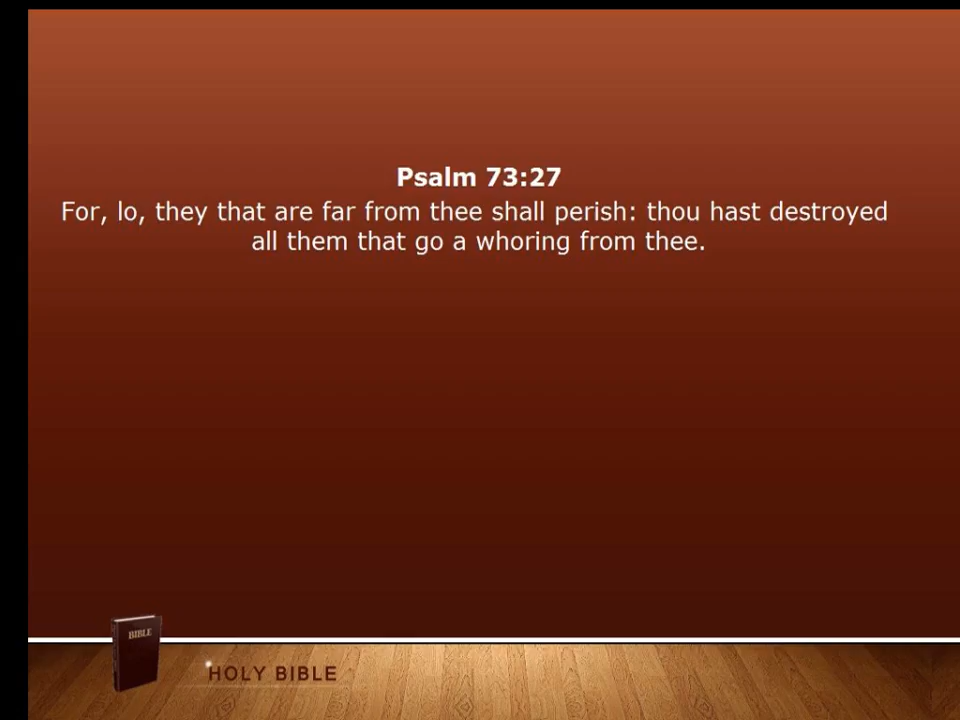 Psalm 73:27
For, lo, they that are far from thee shall perish: thou hast destroyed
all them that go a whoring from thee.
BIBLE
HOLY BIBLE